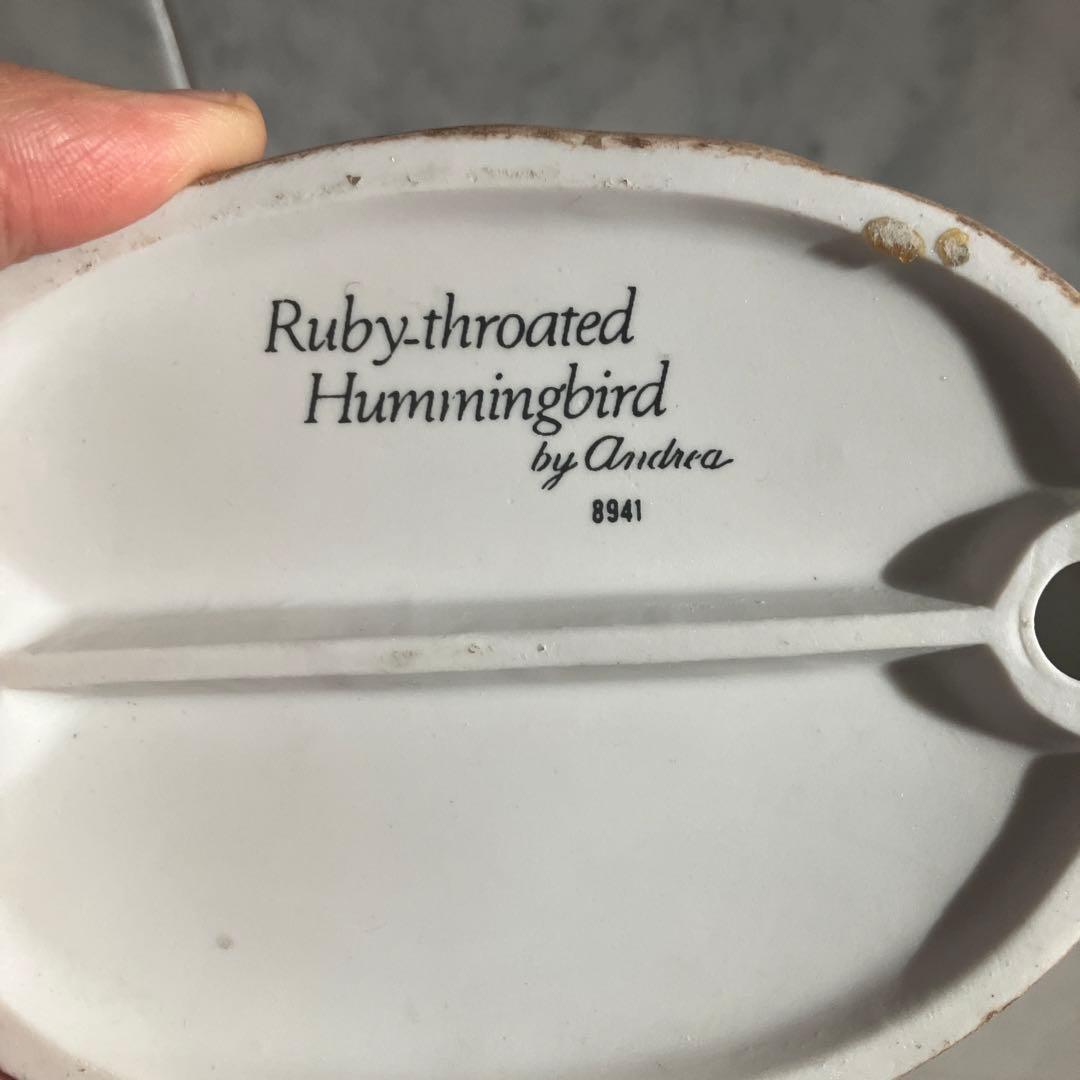 Ruby-throated
Hummingbird
by Andrea
8941